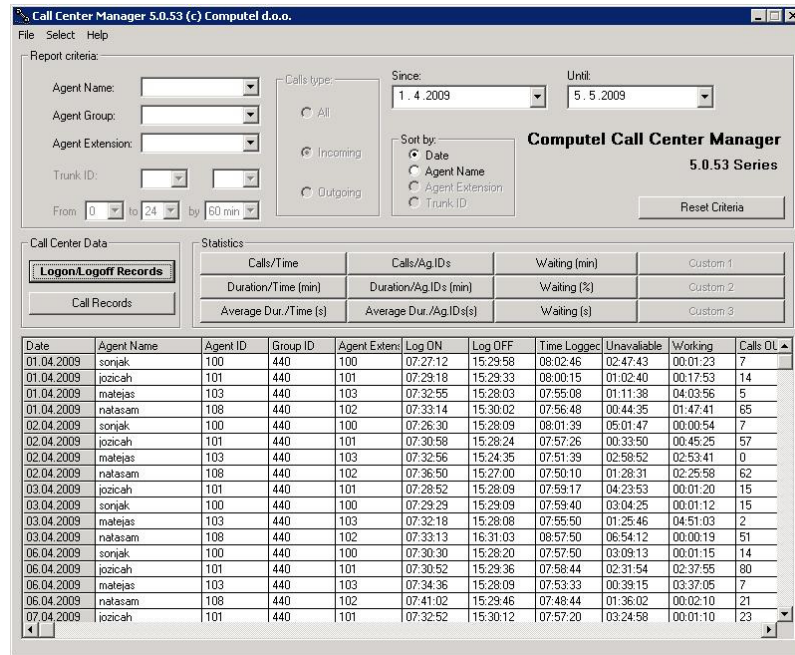 Call Center Manager 5.0.53 (c) Computel d.o.o.
File Select Help
Report criteria:
Agent Name:
Agent Group:
Agent Extension:
Trunk ID:
From 0 to 24 by 60 min
Calls type:
All
Incoming
Outgoing
Since:
1 . 4 .2009
Until:
5 . 5 .2009
Sort by:
Date
Agent Name
Agent Extension
Trunk ID
Computel Call Center Manager
5.0.53 Series
Reset Criteria
Call Center Data
Logon/Logoff Records
Call Records
Statistics
Calls/Time Calls/Ag.IDs Waiting (min) Custom 1
Duration/Time (min) Duration/Ag.IDs (min) Waiting (%) Custom 2
Average Dur./Time (s) Average Dur./Ag.IDs(s) Waiting (s) Custom 3
Date Agent Name Agent ID Group ID Agent Extens Log ON Log OFF Time Loggec Unavaliable Working Calls OU
01.04.2009 sonjak 100 440 100 07:27:12 15:29:58 08:02:46 02:47:43 00:01:23 7
01.04.2009 jozicah 101 440 101 07:29:18 15:29:33 08:00:15 01:02:40 00:17:53 14
01.04.2009 matejas 103 440 103 07:32:55 15:28:03 07:55:08 01:11:38 04:03:56 5
01.04.2009 natasam 108 440 102 07:33:14 15:30:02 07:56:48 00:44:35 01:47:41 65
02.04.2009 sonjak 100 440 100 07:26:30 15:28:09 08:01:39 05:01:47 00:00:54 7
02.04.2009 jozicah 101 440 101 07:30:58 15:28:24 07:57:26 00:33:50 00:45:25 57
02.04.2009 matejas 103 440 103 07:32:56 15:24:35 07:51:39 02:58:52 02:53:41 0
02.04.2009 natasam 108 440 102 07:36:50 15:27:00 07:50:10 01:28:31 02:25:58 62
03.04.2009 jozicah 101 440 101 07:28:52 15:28:09 07:59:17 04:23:53 00:01:20 15
03.04.2009 sonjak 100 440 100 07:29:29 15:29:09 07:59:40 03:04:25 00:01:12 15
03.04.2009 matejas 103 440 103 07:32:18 15:28:08 07:55:50 01:25:46 04:51:03 2
03.04.2009 natasam 108 440 102 07:33:13 16:31:03 08:57:50 06:54:12 00:00:19 51
06.04.2009 sonjak 100 440 100 07:30:30 15:28:20 07:57:50 03:09:13 00:01:15 14
06.04.2009 jozicah 101 440 101 07:30:52 15:29:36 07:58:44 02:31:54 02:37:55 80
06.04.2009 matejas 103 440 103 07:34:36 15:28:09 07:53:33 00:39:15 03:37:05 7
06.04.2009 natasam 108 440 102 07:41:02 15:29:46 07:48:44 01:36:02 00:02:10 21
07.04.2009 jozicah 101 440 101 07:32:52 15:30:12 07:57:20 03:24:58 00:01:10 23